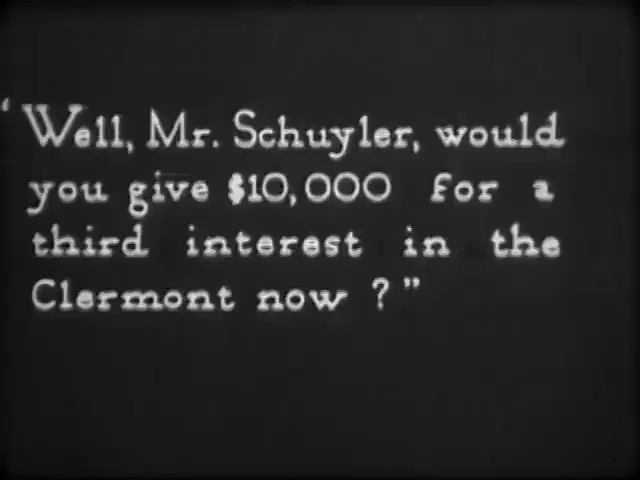 ‘Well, Mr. Schuyler, would
you give $10,000 for a
third interest in the
Clermont now ?”